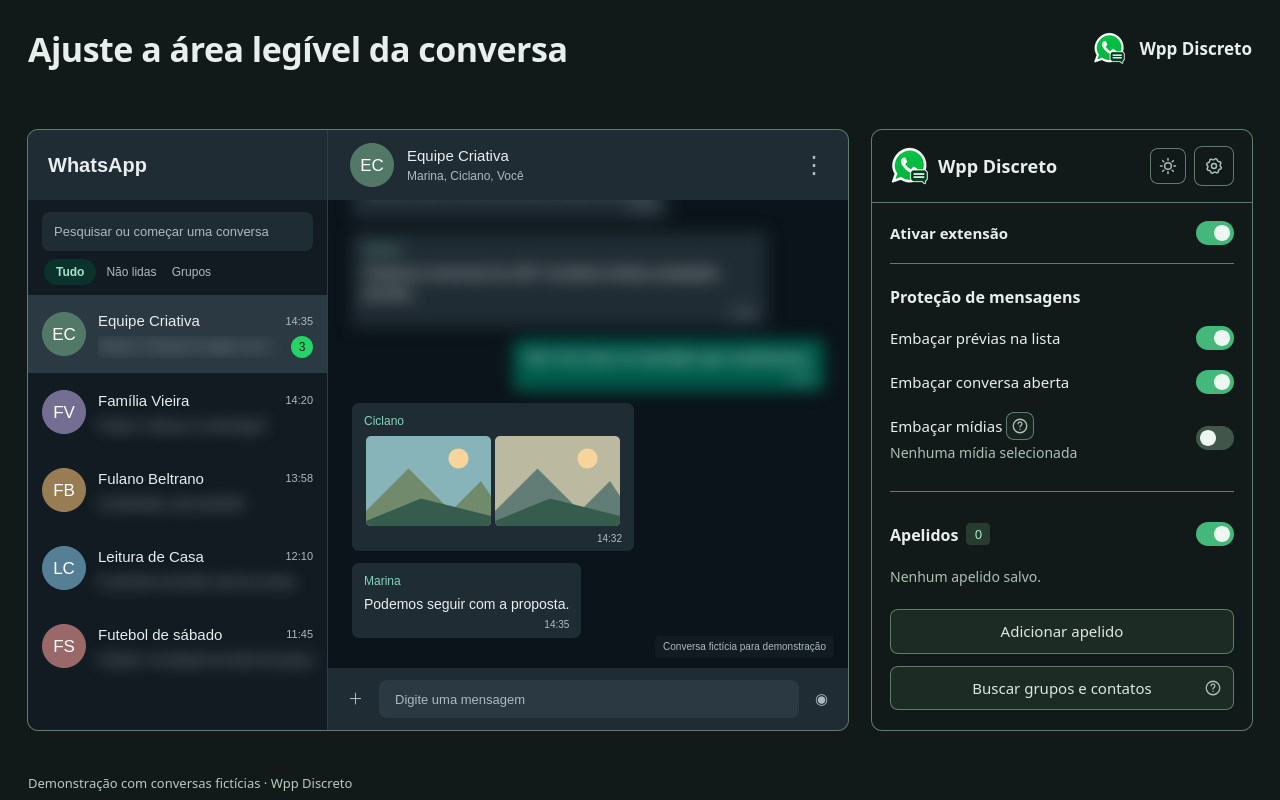 Ajuste a área legível da conversa
Wpp Discreto
WhatsApp
Pesquisar ou começar uma conversa
Tudo
Não lidas
Grupos
EC
Equipe Criativa
14:35
3
FV
Família Vieira
14:20
FB
Fulano Beltrano
13:58
LC
Leitura de Casa
12:10
FS
Futebol de sábado
11:45
EC
Equipe Criativa
Marina, Ciclano, Você
Ciclano
14:32
Marina
Podemos seguir com a proposta.
14:35
Conversa fictícia para demonstração
Digite uma mensagem
Wpp Discreto
Ativar extensão
Proteção de mensagens
Embaçar prévias na lista
Embaçar conversa aberta
Embaçar mídias
Nenhuma mídia selecionada
Apelidos
0
Nenhum apelido salvo.
Adicionar apelido
Buscar grupos e contatos
Demonstração com conversas fictícias · Wpp Discreto